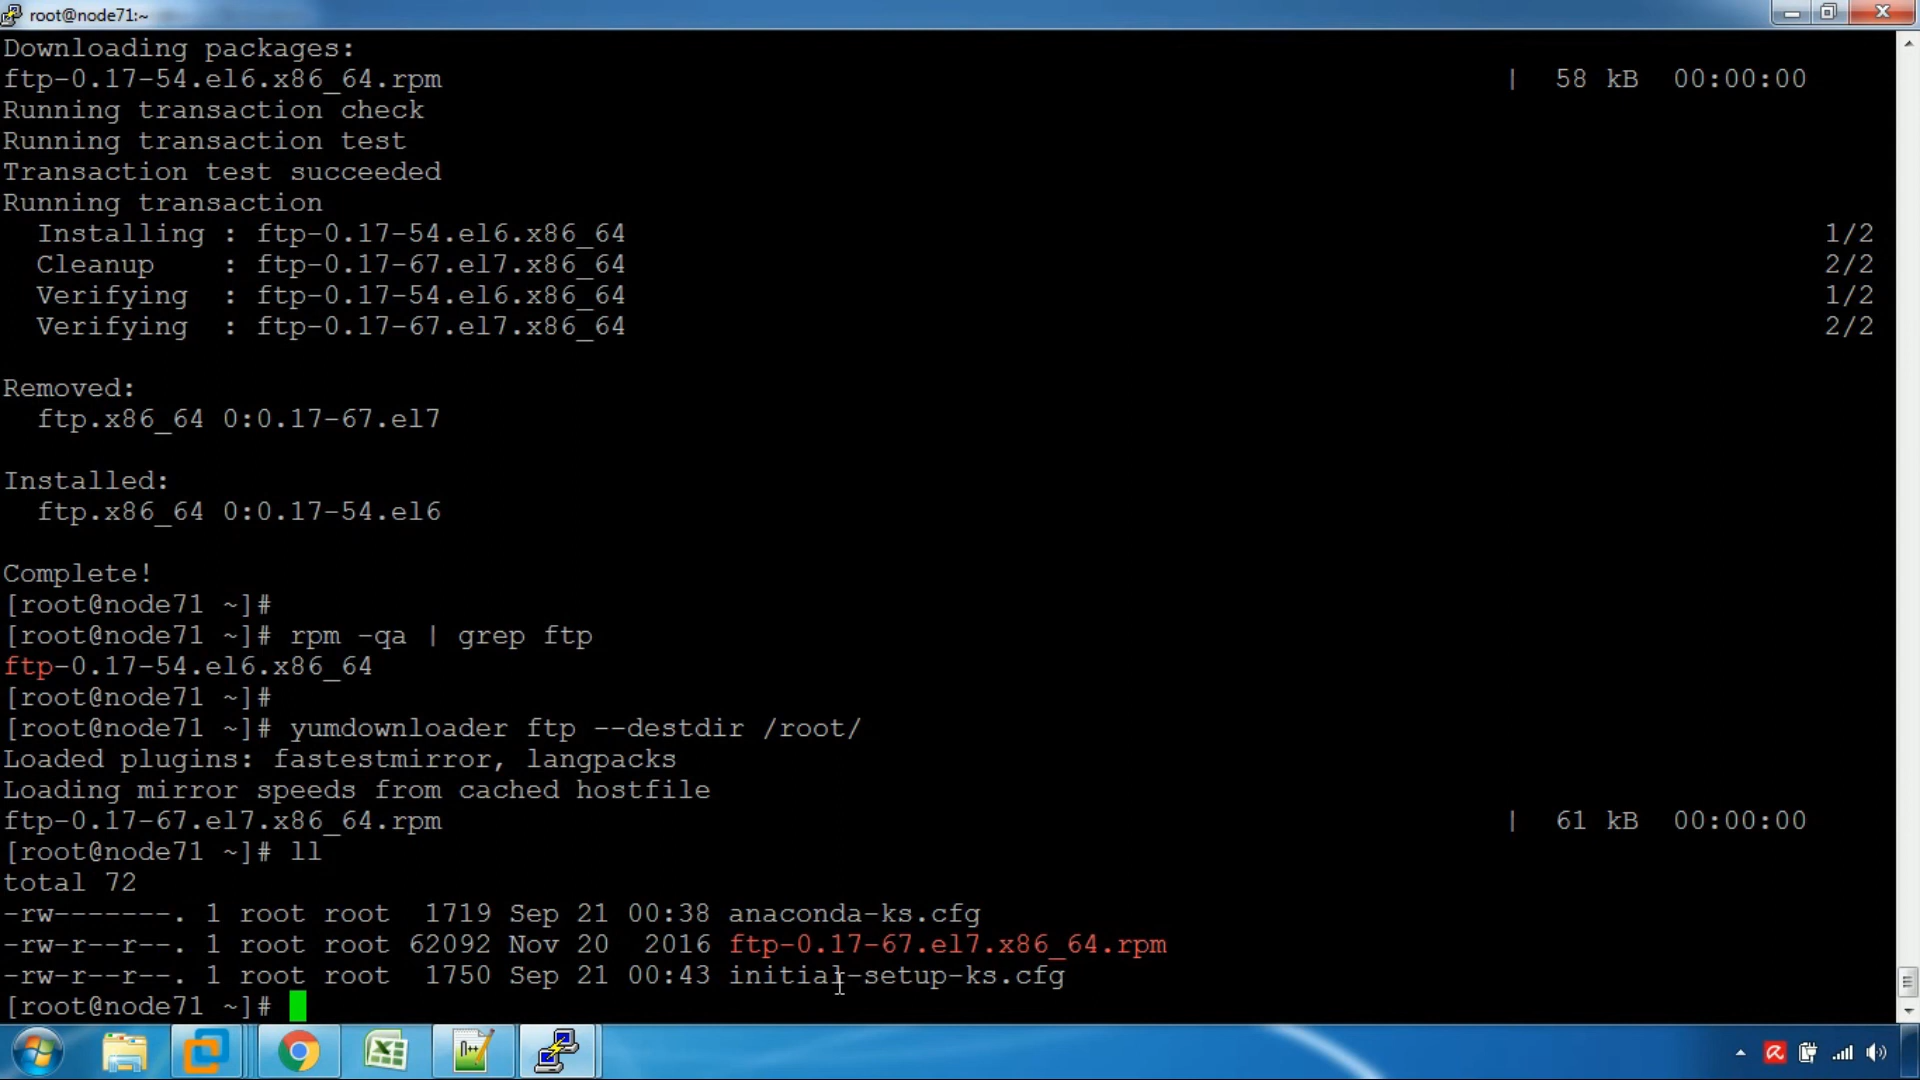 root@node71:~
Downloading packages:
ftp-0.17-54.el6.x86_64.rpm | 58 kB 00:00:00
Running transaction check
Running transaction test
Transaction test succeeded
Running transaction
Installing : ftp-0.17-54.el6.x86_64 1/2
Cleanup : ftp-0.17-67.el7.x86_64 2/2
Verifying : ftp-0.17-54.el6.x86_64 1/2
Verifying : ftp-0.17-67.el7.x86_64 2/2
Removed:
ftp.x86_64 0:0.17-67.el7
Installed:
ftp.x86_64 0:0.17-54.el6
Complete!
[root@node71 ~]#
[root@node71 ~]# rpm -qa | grep ftp
ftp-0.17-54.el6.x86_64
[root@node71 ~]#
[root@node71 ~]# yumdownloader ftp --destdir /root/
Loaded plugins: fastestmirror, langpacks
Loading mirror speeds from cached hostfile
ftp-0.17-67.el7.x86_64.rpm | 61 kB 00:00:00
[root@node71 ~]# ll
total 72
-rw-------. 1 root root 1719 Sep 21 00:38 anaconda-ks.cfg
-rw-r--r--. 1 root root 62092 Nov 20 2016 ftp-0.17-67.el7.x86_64.rpm
-rw-r--r--. 1 root root 1750 Sep 21 00:43 initial-setup-ks.cfg
[root@node71 ~]#